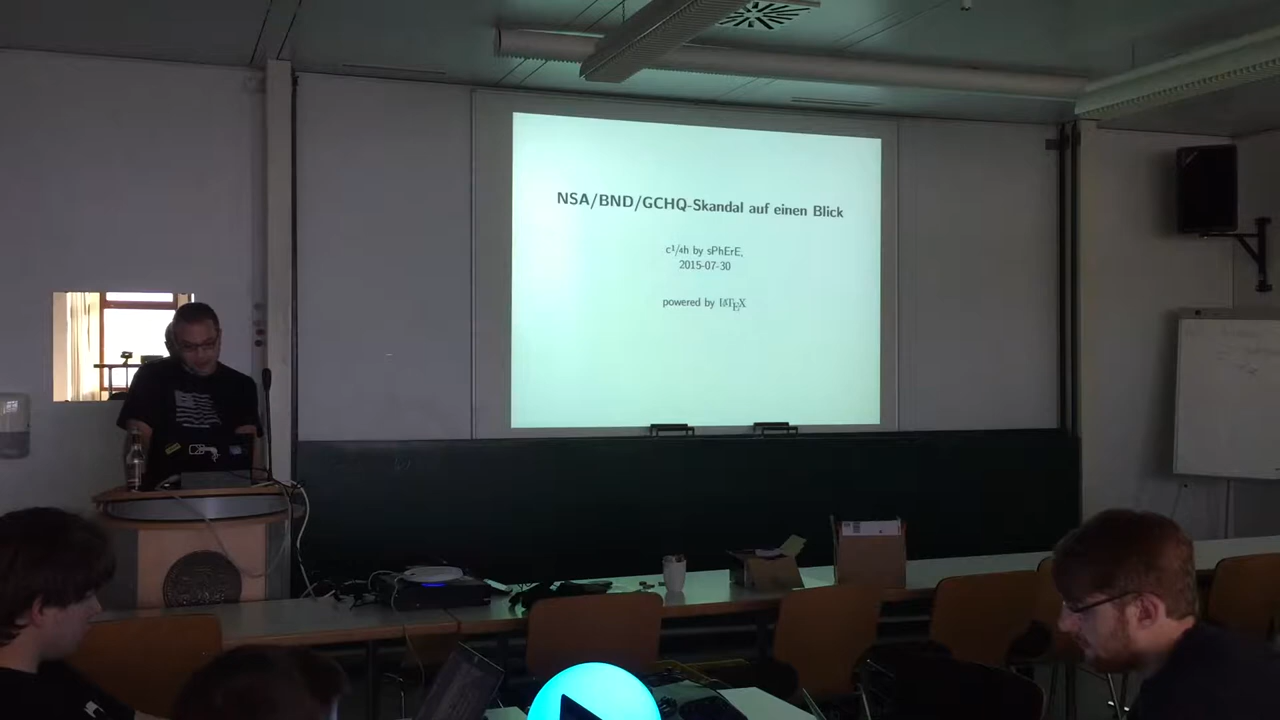 NSA/BND/GCHQ-Skandal auf einen Blick
c¹/4h by sPhErE,
2015-07-30
powered by LATEX